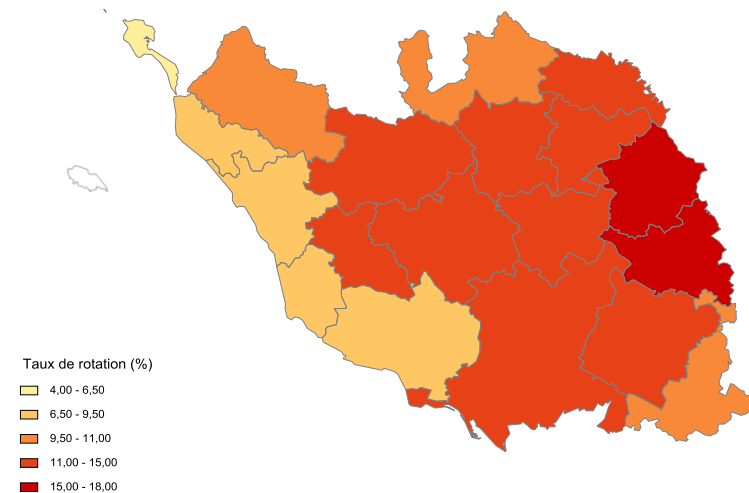 Taux de rotation (%)
4,00 - 6,50
6,50 - 9,50
9,50 - 11,00
11,00 - 15,00
15,00 - 18,00